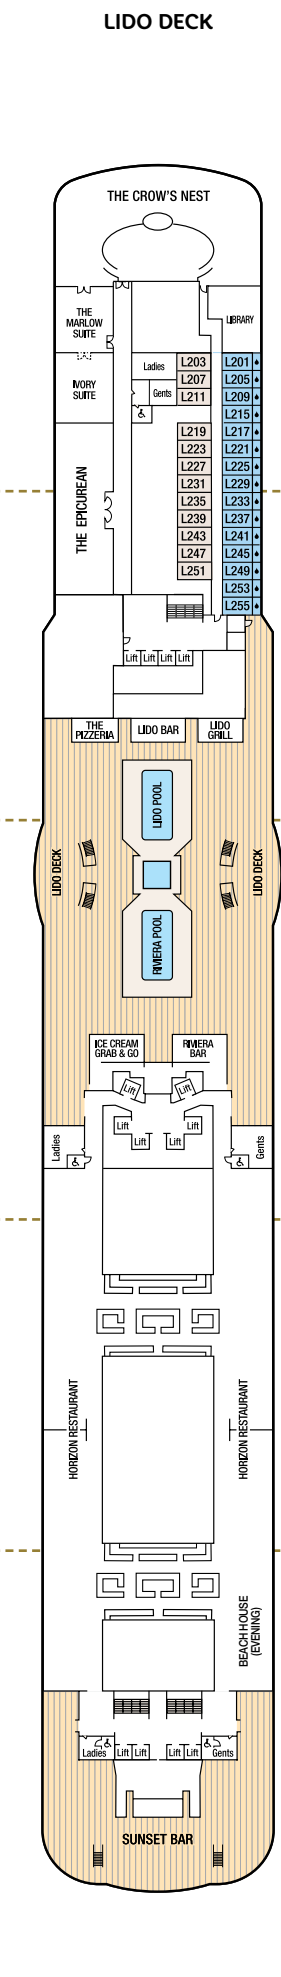 LIDO DECK
THE CROW'S NEST
THE
MARLOW
SUITE
LIBRARY
IVORY
SUITE
Ladies
Gents
L203
L207
L211
L219
L223
L227
L231
L235
L239
L243
L247
L251
L201
L205
L209
L215
L217
L221
L225
L229
L233
L237
L241
L245
L249
L253
L255
THE EPICUREAN
Lift Lift Lift Lift
THE
PIZZERIA
LIDO BAR
LIDO
GRILL
LIDO POOL
LIDO DECK
LIDO DECK
RIVIERA POOL
ICE CREAM
GRAB & GO
RIVIERA
BAR
Lift
Lift
Lift
Lift
Lift
Lift
Ladies
Gents
HORIZON RESTAURANT
HORIZON RESTAURANT
BEACH HOUSE
(EVENING)
Ladies
Lift Lift
Lift Lift
Gents
SUNSET BAR